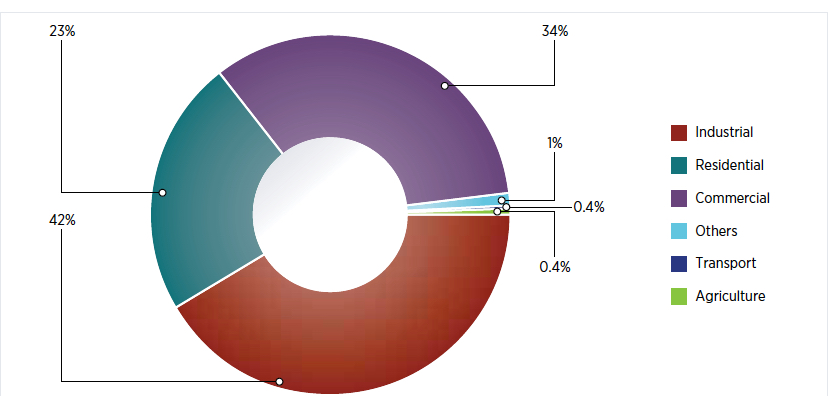 23%
34%
1%
0.4%
42%
0.4%
Industrial
Residential
Commercial
Others
Transport
Agriculture